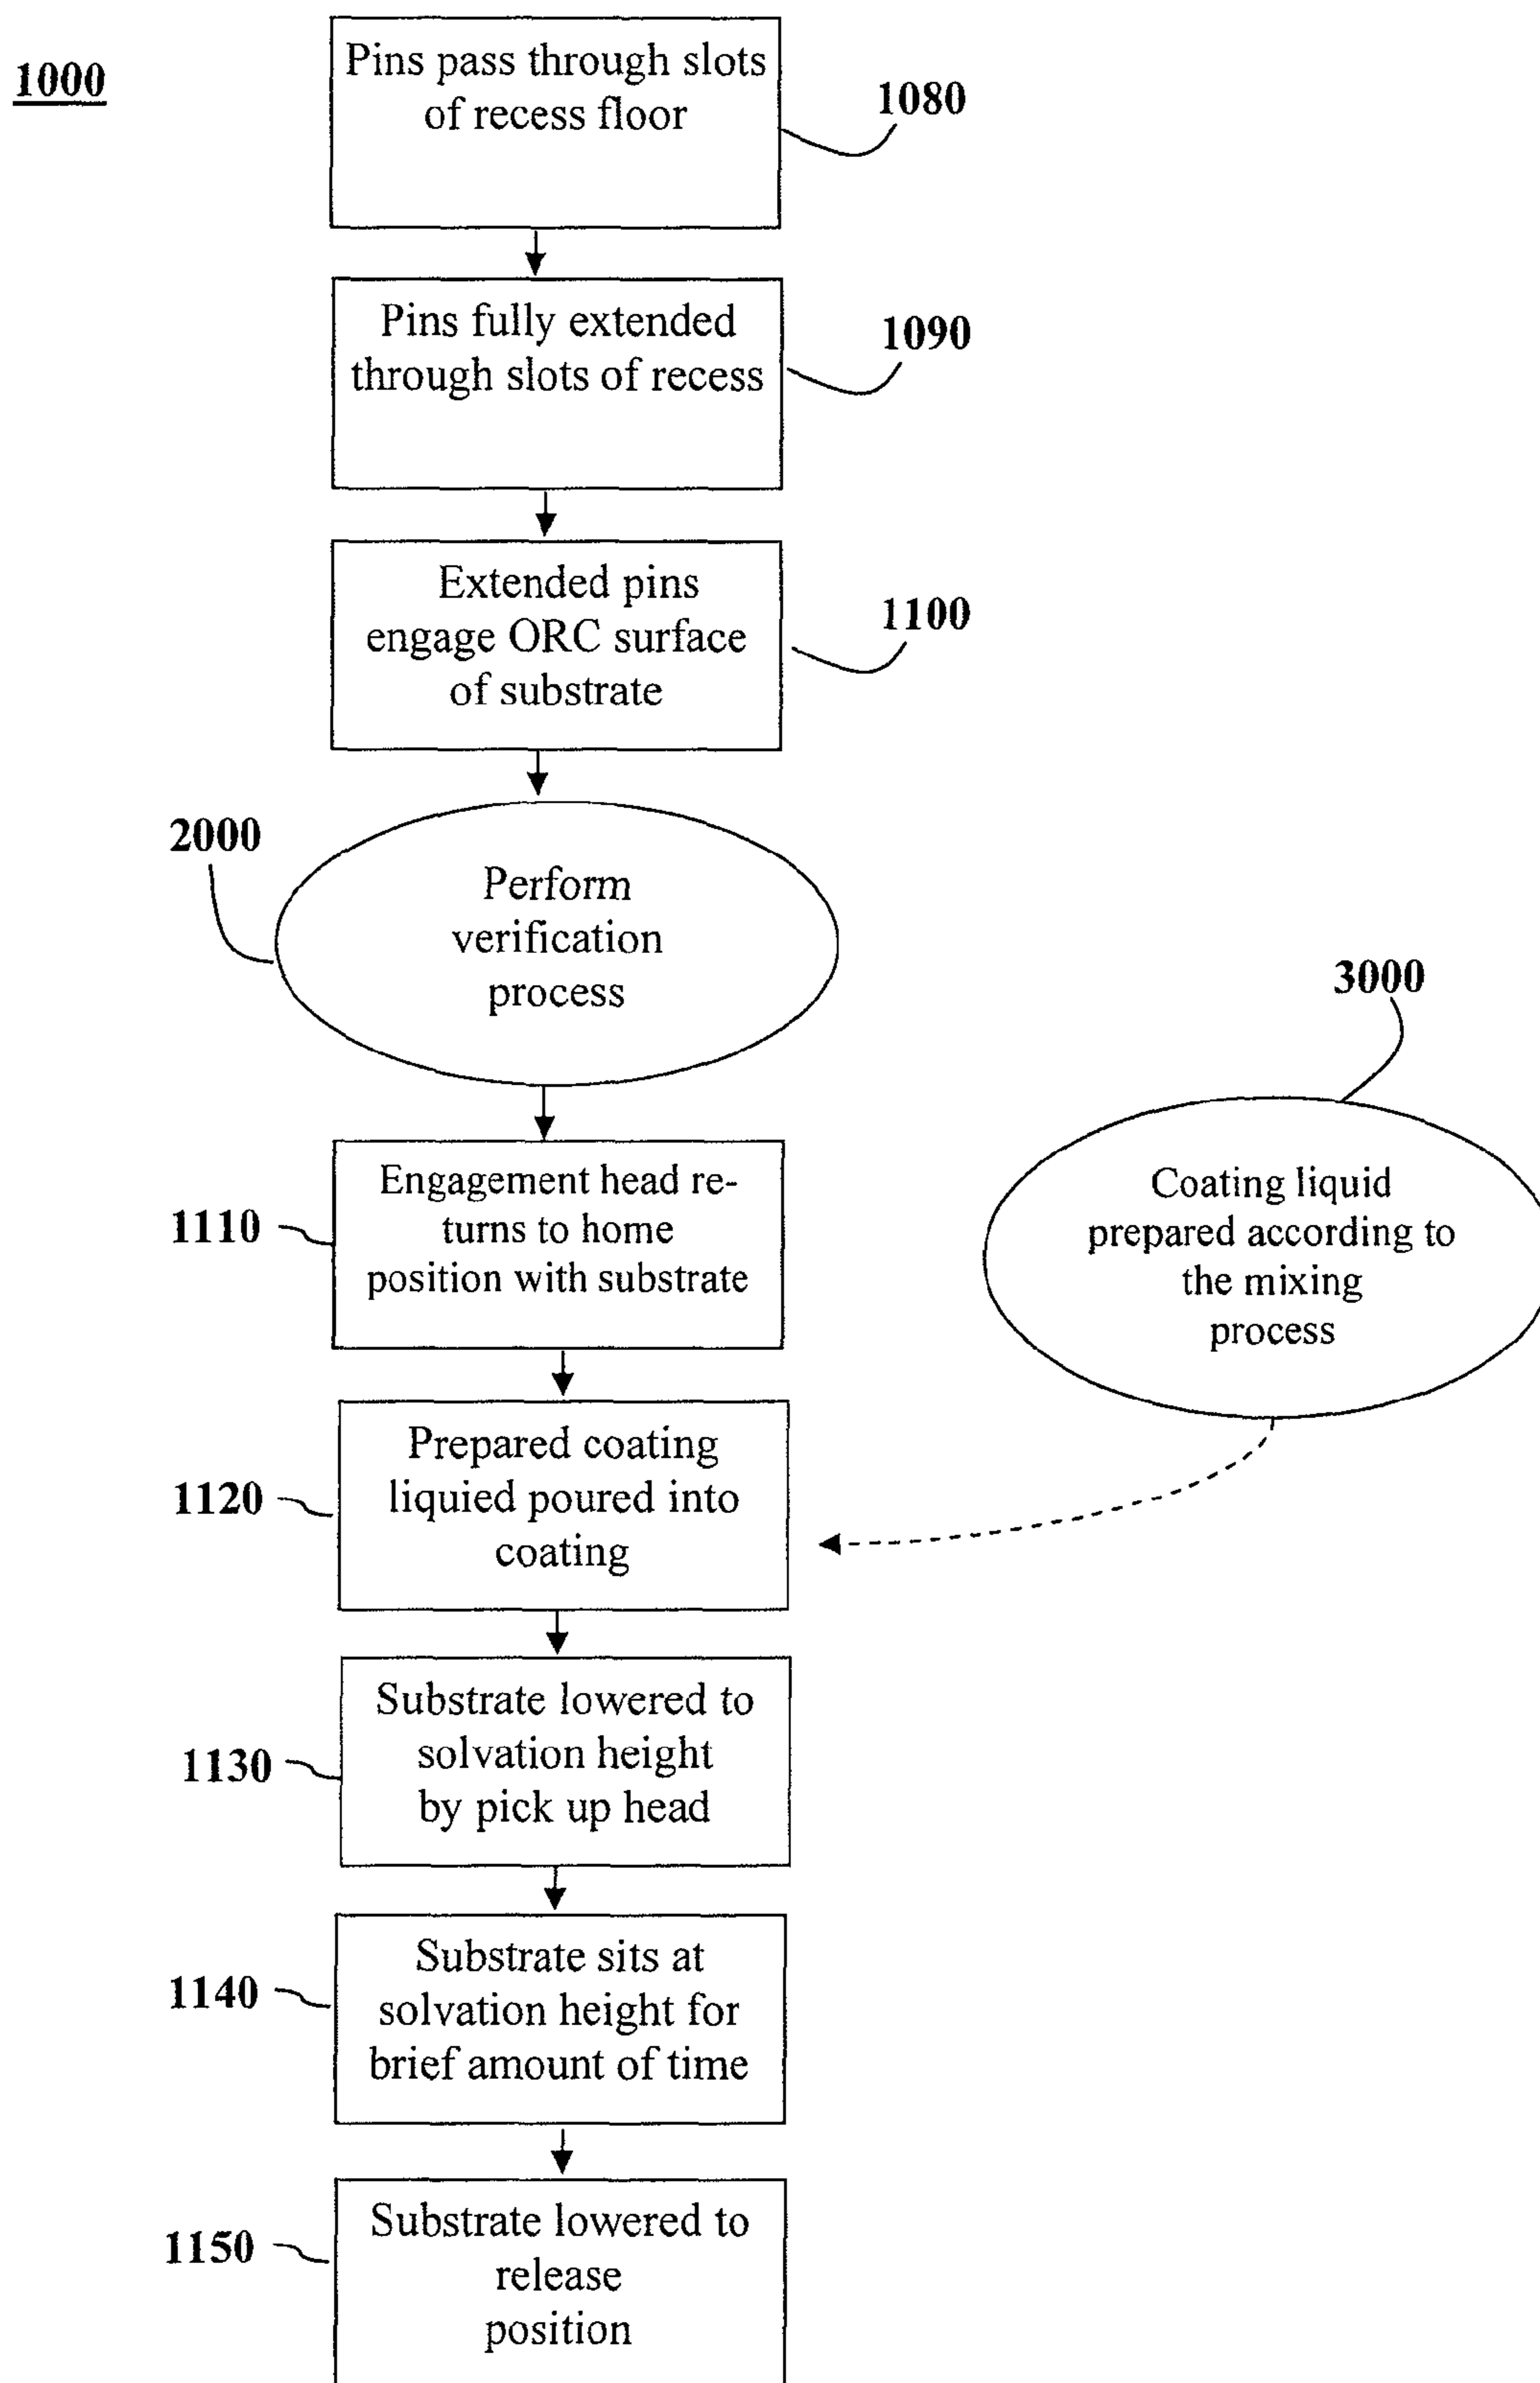 1000
Pins pass through slots
of recess floor
1080
Pins fully extended
through slots of recess
1090
Extended pins
engage ORC surface
of substrate
1100
2000
Perform
verification
process
3000
Coating liquid
prepared according to
the mixing
process
1110
Engagement head re-
turns to home
position with substrate
1120
Prepared coating
liquied poured into
coating
1130
Substrate lowered to
solvation height
by pick up head
1140
Substrate sits at
solvation height for
brief amount of time
1150
Substrate lowered to
release
position